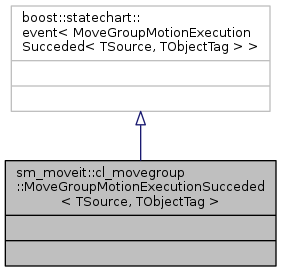 boost::statechart::
event< MoveGroupMotionExecution
Succeded< TSource, TObjectTag > >
sm_moveit::cl_movegroup
::MoveGroupMotionExecutionSucceded
< TSource, TObjectTag >